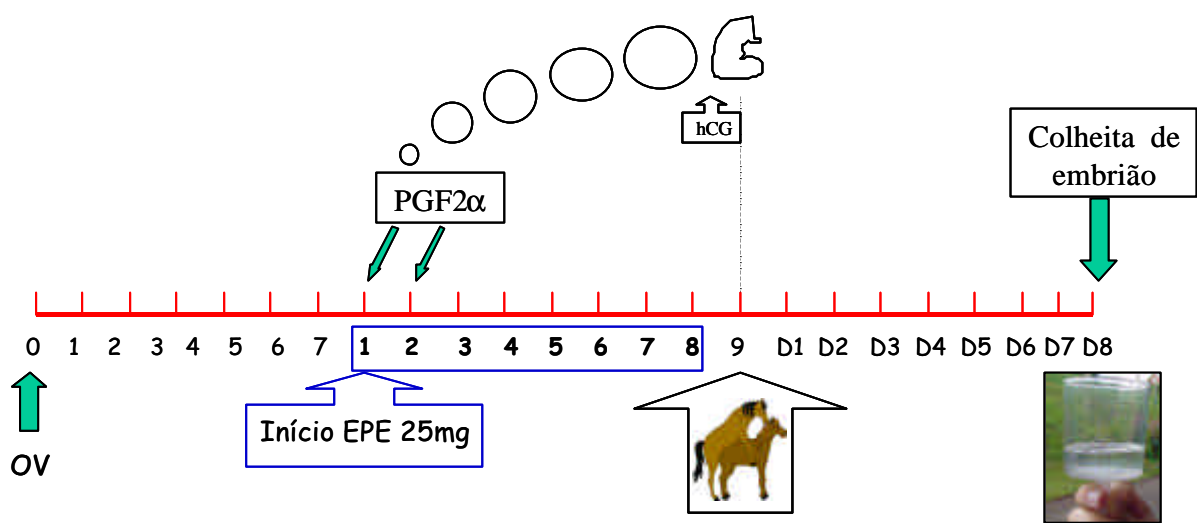 hCG
PGF2α
Colheita de
embrião
0 1 2 3 4 5 6 7 1 2 3 4 5 6 7 8 9 D1 D2 D3 D4 D5 D6 D7 D8
Início EPE 25mg
OV